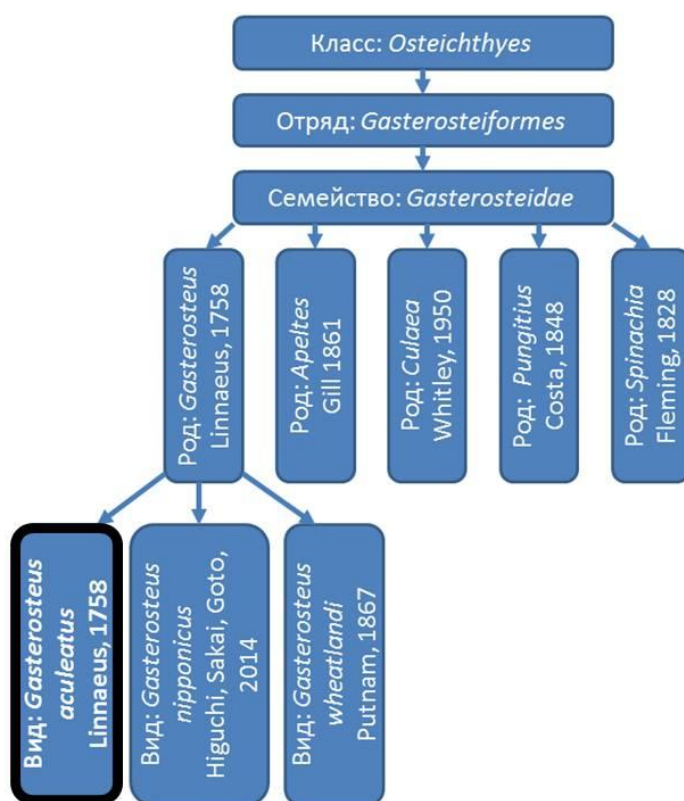 Класс: Osteichthyes
Отряд: Gasterosteiformes
Семейство: Gasterosteidae
Род: Gasterosteus
Linnaeus, 1758
Род: Apeltes
Gill 1861
Род: Culaea
Whitley, 1950
Род: Pungitius
Costa, 1848
Род: Spinachia
Fleming, 1828
Вид: Gasterosteus
aculeatus
Linnaeus, 1758
Вид: Gasterosteus
nipponicus
Higuchi, Sakai, Goto,
2014
Вид: Gasterosteus
wheatlandi
Putnam, 1867